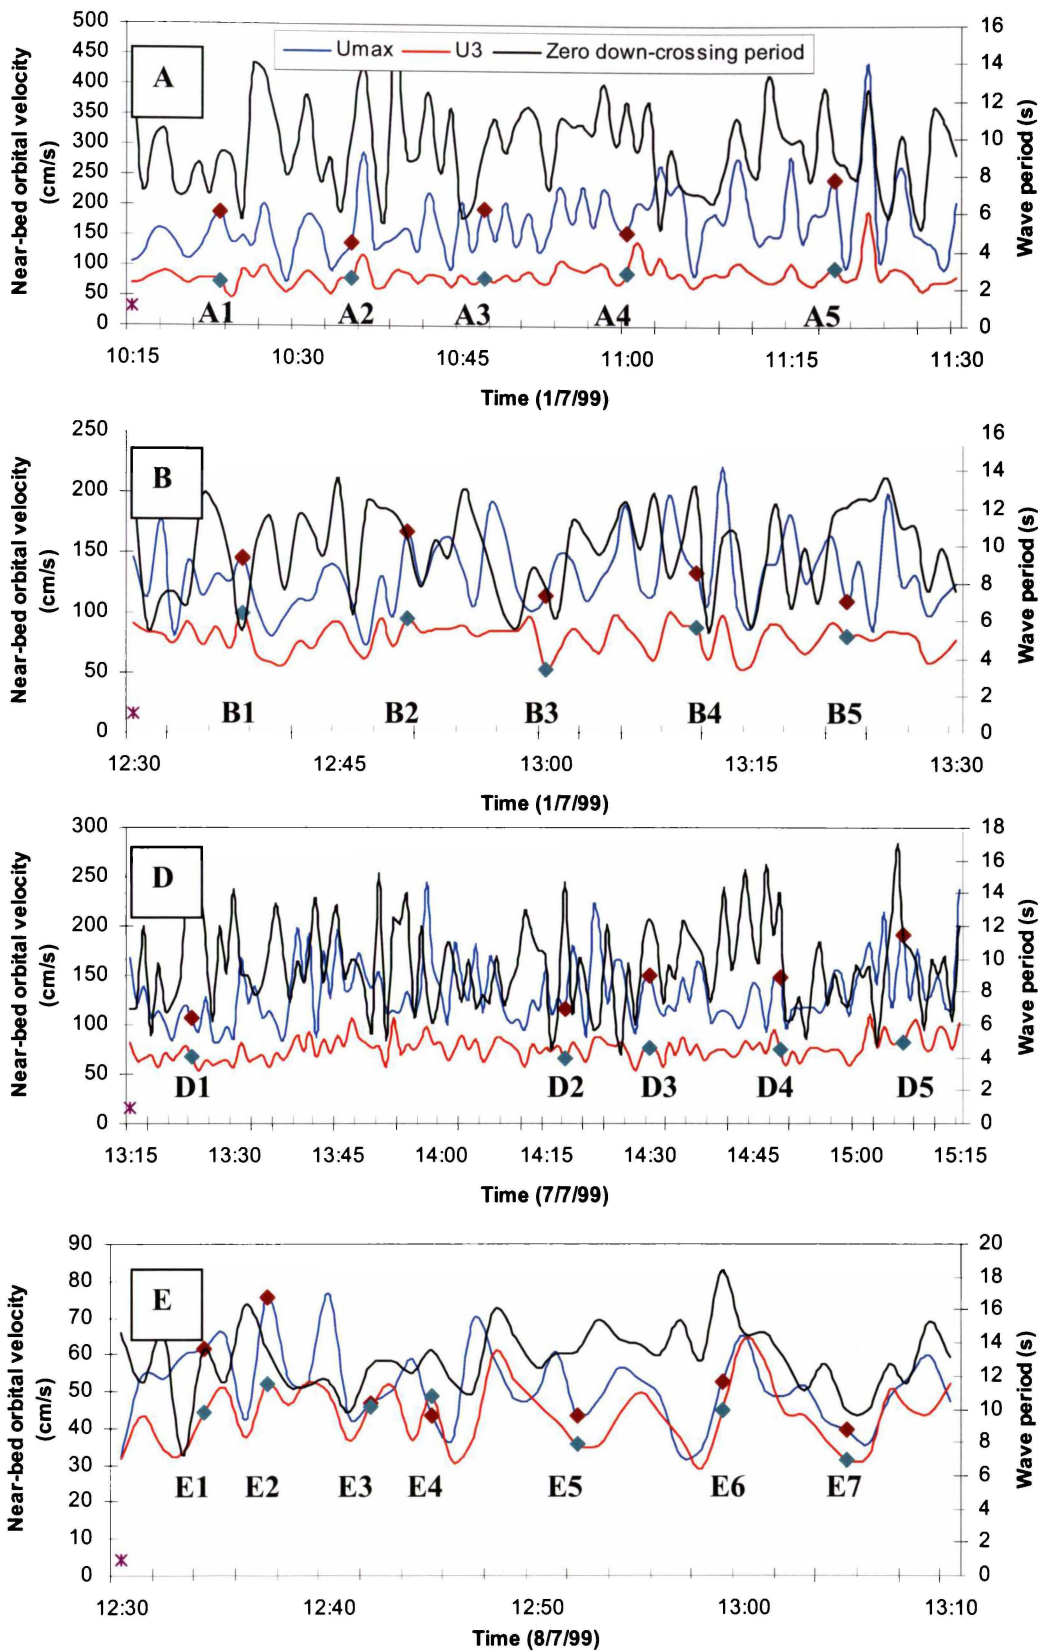 Near-bed orbital velocity
(cm/s)
500
450
400
350
300
250
200
150
100
50
0
A
Umax U3 Zero down-crossing period
A1 A2 A3 A4 A5
16
14
12
10
8
6
4
2
0
Wave period (s)
10:15 10:30 10:45 11:00 11:15 11:30
Time (1/7/99)
Near-bed orbital velocity
(cm/s)
250
200
150
100
50
0
B
B1 B2 B3 B4 B5
16
14
12
10
8
6
4
2
0
Wave period (s)
12:30 12:45 13:00 13:15 13:30
Time (1/7/99)
Near-bed orbital velocity
(cm/s)
300
250
200
150
100
50
0
D
D1 D2 D3 D4 D5
18
16
14
12
10
8
6
4
2
0
Wave period (s)
13:15 13:30 13:45 14:00 14:15 14:30 14:45 15:00 15:15
Time (7/7/99)
Near-bed orbital velocity
(cm/s)
90
80
70
60
50
40
30
20
10
0
E
E1 E2 E3 E4 E5 E6 E7
20
18
16
14
12
10
8
6
4
2
0
Wave period (s)
12:30 12:40 12:50 13:00 13:10
Time (8/7/99)